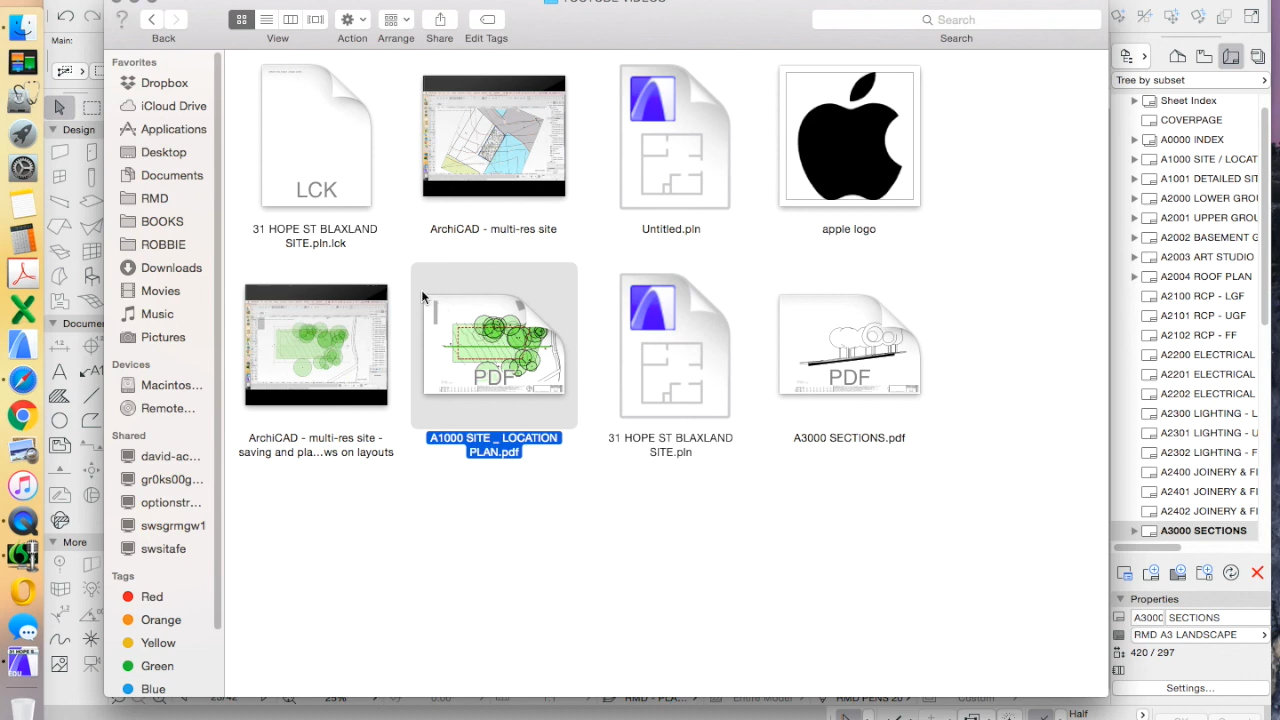 YOUTUBE VIDEOS
Back
View
Action
Arrange
Share
Edit Tags
Search
Search
Main:
Design
Document
More
Favorites
Dropbox
iCloud Drive
Applications
Desktop
Documents
RMD
BOOKS
ROBBIE
Downloads
Movies
Music
Pictures
Devices
Macintos...
Remote...
Shared
david-ac...
gr0ks00g...
optionstr...
swsgrmgw1
swsitafe
Tags
Red
Orange
Yellow
Green
Blue
LCK
31 HOPE ST BLAXLAND
SITE.pln.lck
ArchiCAD - multi-res site
Untitled.pln
apple logo
ArchiCAD - multi-res site -
saving and pla...ws on layouts
PDF
A1000 SITE _ LOCATION
PLAN.pdf
31 HOPE ST BLAXLAND
SITE.pln
PDF
A3000 SECTIONS.pdf
Tree by subset
Sheet Index
COVERPAGE
A0000 INDEX
A1000 SITE / LOCAT
A1001 DETAILED SIT
A2000 LOWER GROU
A2001 UPPER GROU
A2002 BASEMENT G
A2003 ART STUDIO
A2004 ROOF PLAN
A2100 RCP - LGF
A2101 RCP - UGF
A2102 RCP - FF
A2200 ELECTRICAL
A2201 ELECTRICAL
A2202 ELECTRICAL
A2300 LIGHTING - L
A2301 LIGHTING - U
A2302 LIGHTING - F
A2400 JOINERY & FI
A2401 JOINERY & FI
A2402 JOINERY & FI
A3000 SECTIONS
Properties
A3000
SECTIONS
RMD A3 LANDSCAPE
420 / 297
Settings...
Half